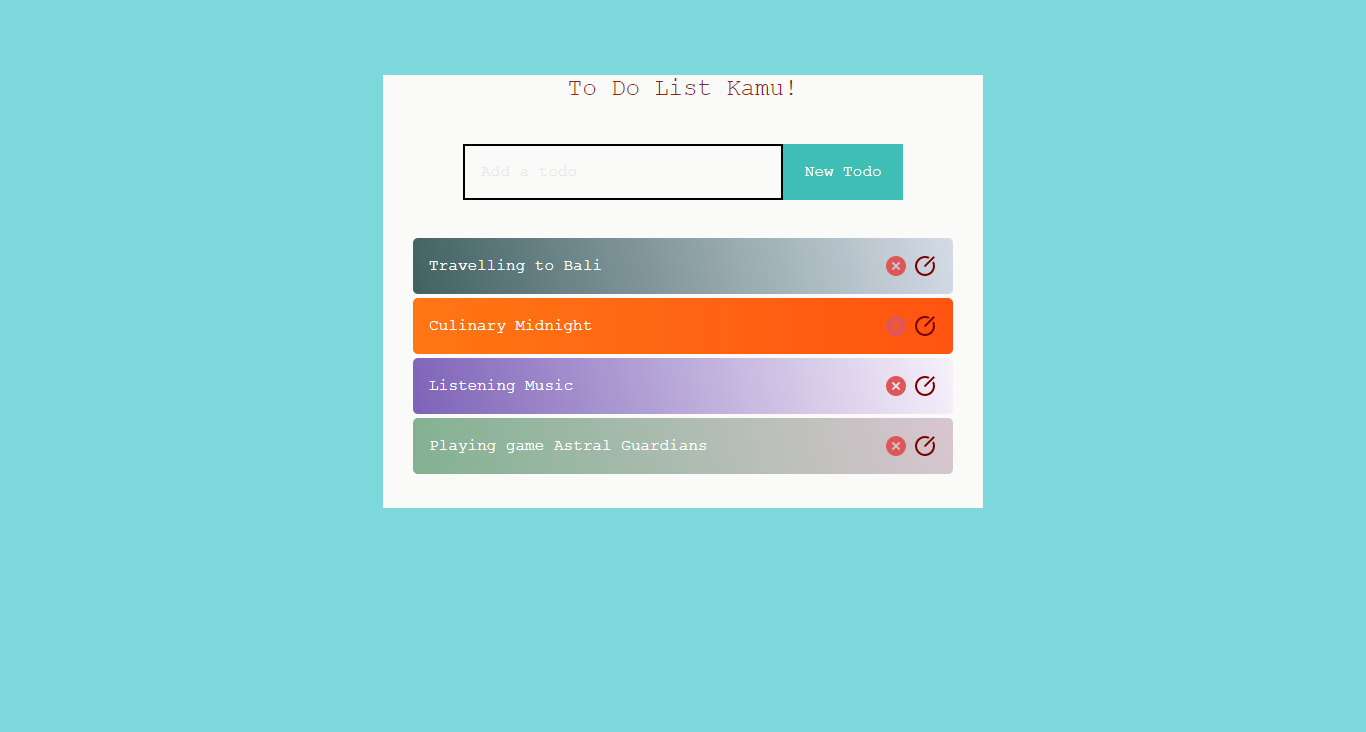 To Do List Kamu!
Add a todo
New Todo
Travelling to Bali
Culinary Midnight
Listening Music
Playing game Astral Guardians